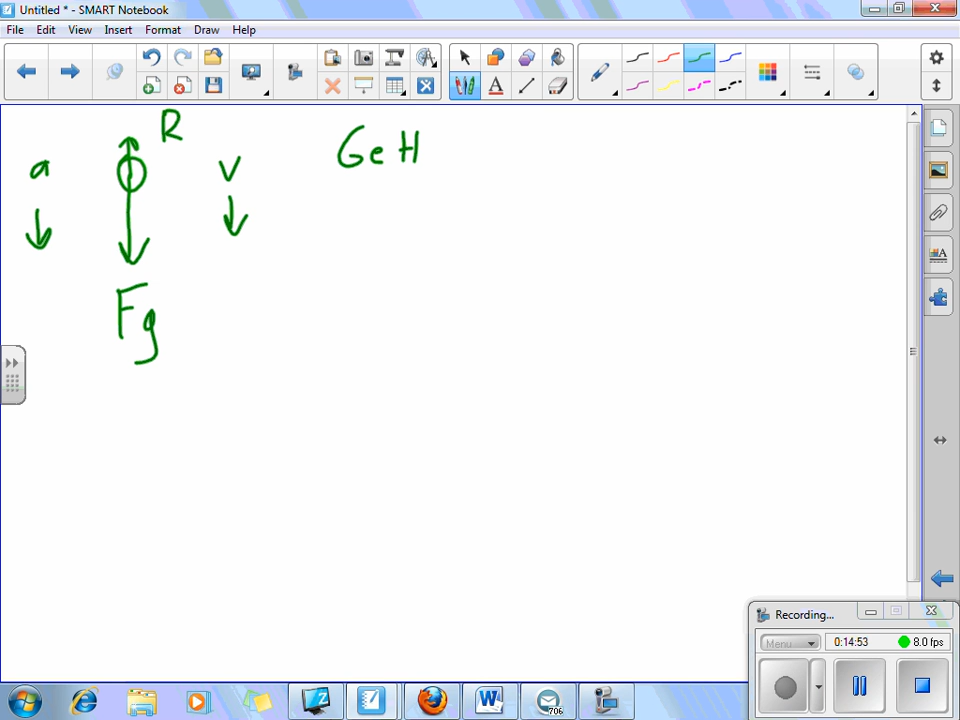 Untitled * - SMART Notebook
File Edit View Insert Format Draw Help
R
a
v
GeH
Fg
Recording...
Menu
0:14:53
8.0 fps
706